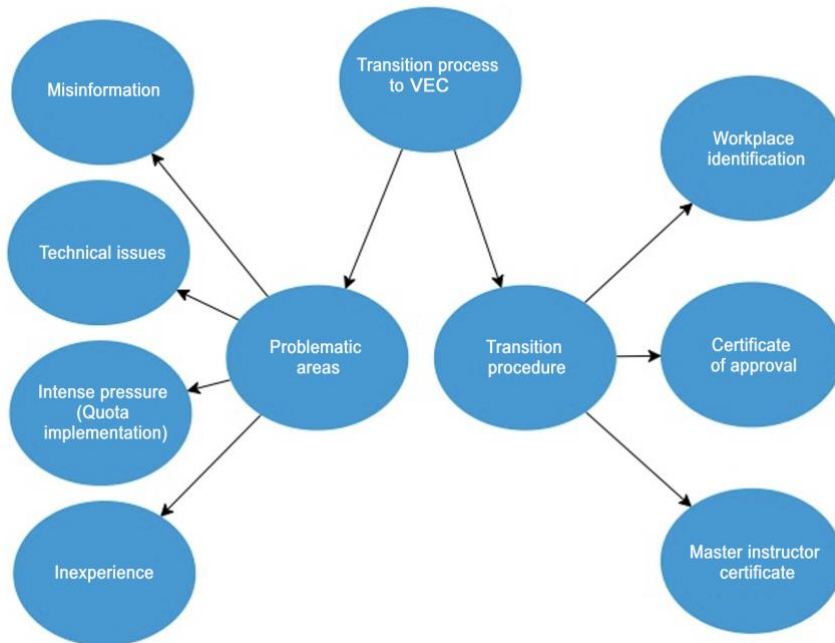 Transition process
to VEC
Misinformation
Workplace
identification
Technical issues
Problematic
areas
Transition
procedure
Certificate
of approval
Intense pressure
(Quota
implementation)
Inexperience
Master instructor
certificate